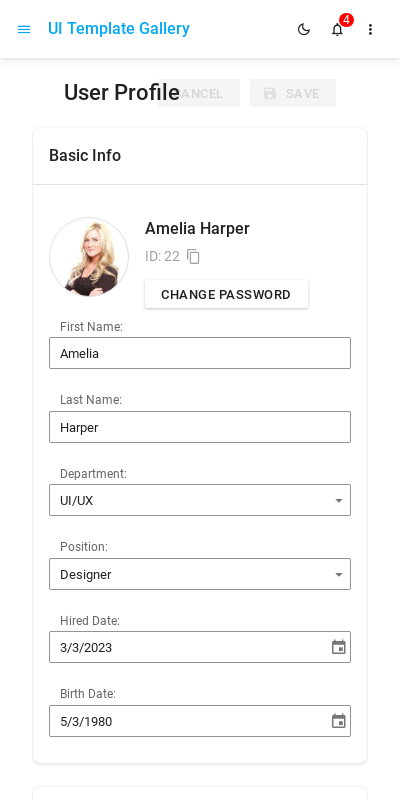 UI Template Gallery
4
User Profile
SAVE
Basic Info
Amelia Harper
ID: 22
CHANGE PASSWORD
First Name:
Amelia
Last Name:
Harper
Department:
UI/UX
Position:
Designer
Hired Date:
3/3/2023
Birth Date:
5/3/1980